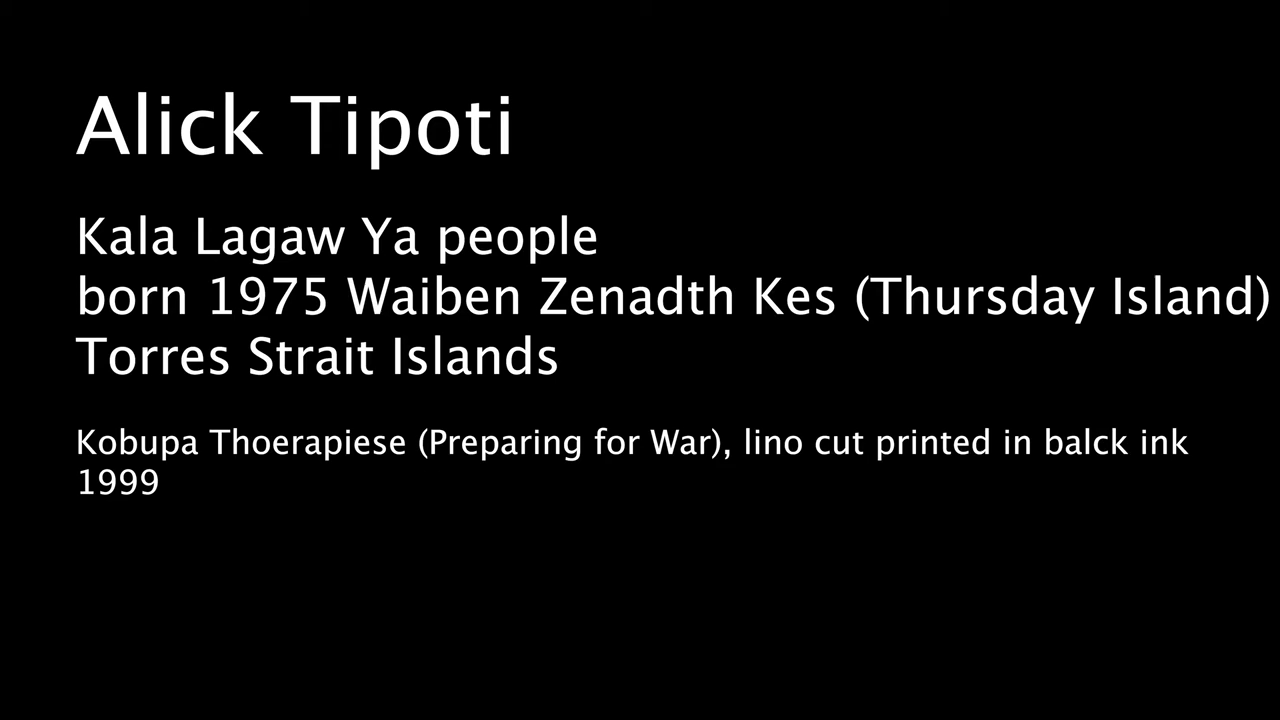 Alick Tipoti
Kala Lagaw Ya people
born 1975 Waiben Zenadth Kes (Thursday Island)
Torres Strait Islands
Kobupa Thoerapiese (Preparing for War), lino cut printed in balck ink
1999